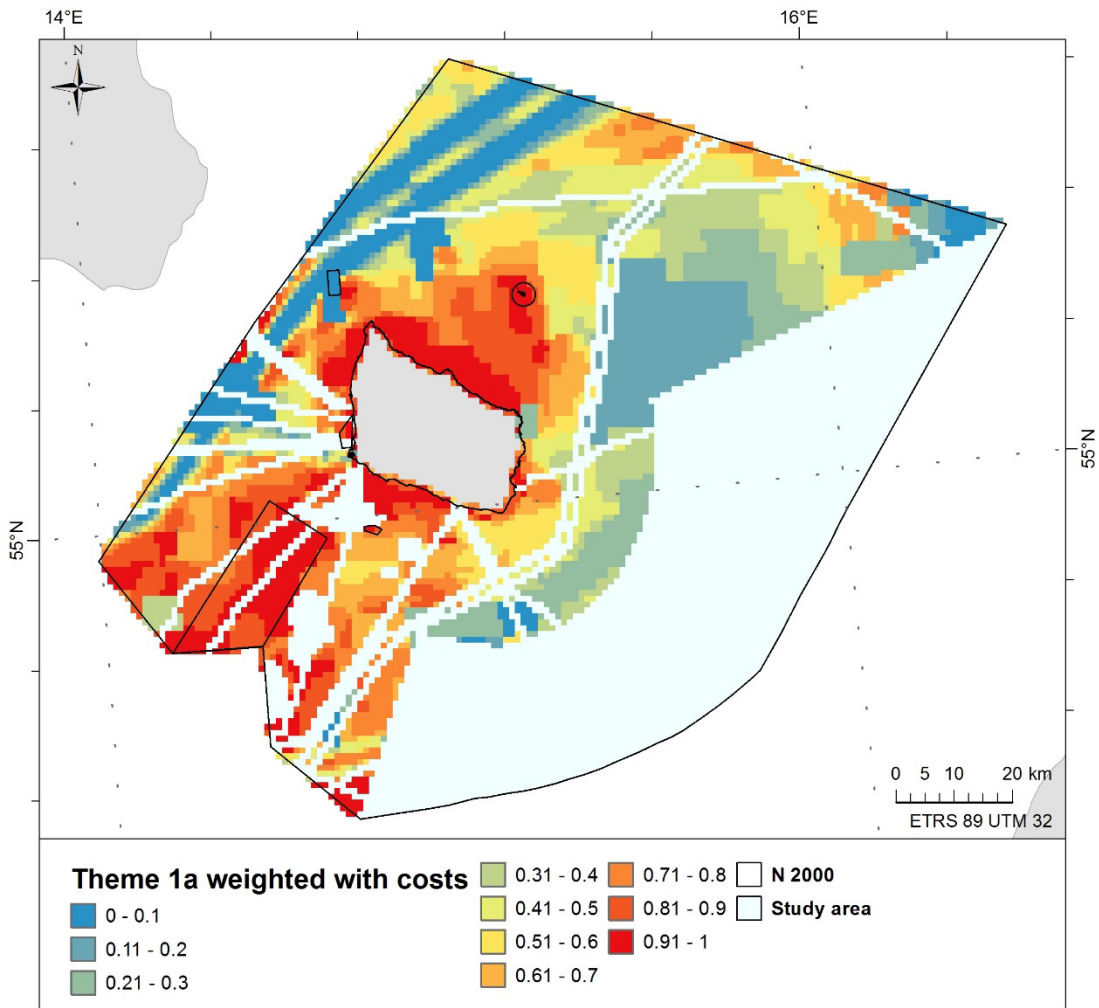 14°E 16°E
N
55°N
55°N
0 5 10 20 km
ETRS 89 UTM 32
Theme 1a weighted with costs
0 - 0.1
0.11 - 0.2
0.21 - 0.3
0.31 - 0.4
0.41 - 0.5
0.51 - 0.6
0.61 - 0.7
0.71 - 0.8
0.81 - 0.9
0.91 - 1
N 2000
Study area